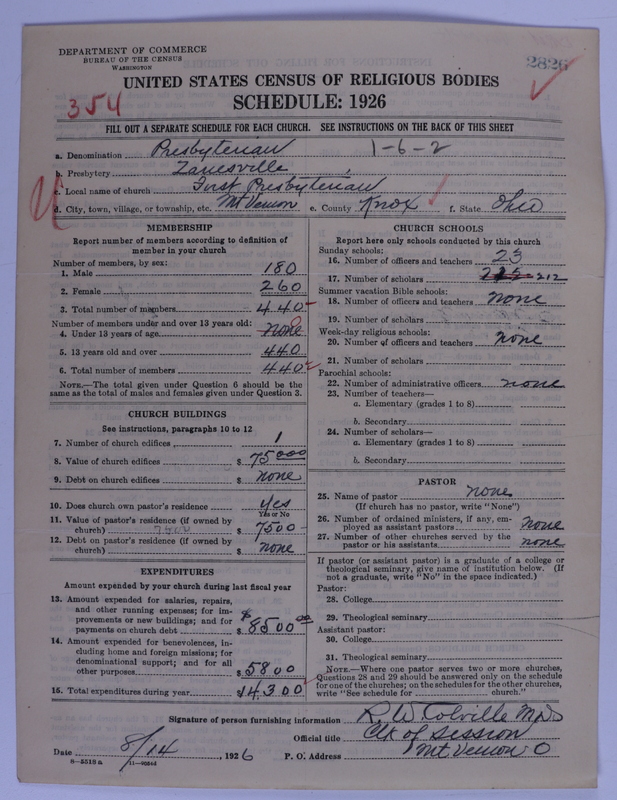 DEPARTMENT OF COMMERCE
BUREAU OF THE CENSUS
WASHINGTON
2826
UNITED STATES CENSUS OF RELIGIOUS BODIES
354
SCHEDULE: 1926
FILL OUT A SEPARATE SCHEDULE FOR EACH CHURCH. SEE INSTRUCTIONS ON THE BACK OF THIS SHEET
a. Denomination Presbyterian 1-6-2
b. Presbytery Zanesville
c. Local name of church First Presbyterian
d. City, town, village, or township, etc. Mt Vernon e. County Knox f. State Ohio
MEMBERSHIP
Report number of members according to definition of
member in your church
Number of members, by sex:
1. Male 180
2. Female 260
3. Total number of members 440
Number of members under and over 13 years old:
4. Under 13 years of age none 0
5. 13 years old and over 440
6. Total number of members 440
NOTE.—The total given under Question 6 should be the
same as the total of males and females given under Question 3.
CHURCH BUILDINGS
See instructions, paragraphs 10 to 12
7. Number of church edifices 1
8. Value of church edifices $ 75000
9. Debt on church edifices $ none
10. Does church own pastor's residence yes
Yes or No
11. Value of pastor's residence (if owned by
church) 7500 $ 7500
12. Debt on pastor's residence (if owned by
church) $ none
EXPENDITURES
Amount expended by your church during last fiscal year
13. Amount expended for salaries, repairs,
and other running expenses; for im-
provements or new buildings; and for
payments on church debt $ $8500 00
14. Amount expended for benevolences, in-
cluding home and foreign missions; for
denominational support; and for all
other purposes $ 5800
15. Total expenditures during year $14,300
CHURCH SCHOOLS
Report here only schools conducted by this church
Sunday schools:
16. Number of officers and teachers 23
17. Number of scholars 212
Summer vacation Bible schools:
18. Number of officers and teachers none
19. Number of scholars
Week-day religious schools:
20. Number of officers and teachers none
21. Number of scholars
Parochial schools:
22. Number of administrative officers none
23. Number of teachers—
a. Elementary (grades 1 to 8)
b. Secondary
24. Number of scholars—
a. Elementary (grades 1 to 8)
b. Secondary
PASTOR
25. Name of pastor none
(If church has no pastor, write "None")
26. Number of ordained ministers, if any, em-
ployed as assistant pastors none
27. Number of other churches served by the
pastor or his assistants none
If pastor (or assistant pastor) is a graduate of a college or
theological seminary, give name of institution below. (If
not a graduate, write "No" in the space indicated.)
Pastor:
28. College
29. Theological seminary
Assistant pastor:
30. College
31. Theological seminary
NOTE.—Where one pastor serves two or more churches,
Questions 28 and 29 should be answered only on the schedule
for one of the churches; on the schedules for the other churches,
write "See schedule for church."
Signature of person furnishing information R. W. Colville M.D.
Official title Clk of Session
Date 8/14, 1926 P. O. Address Mt Vernon O
8—5518 a